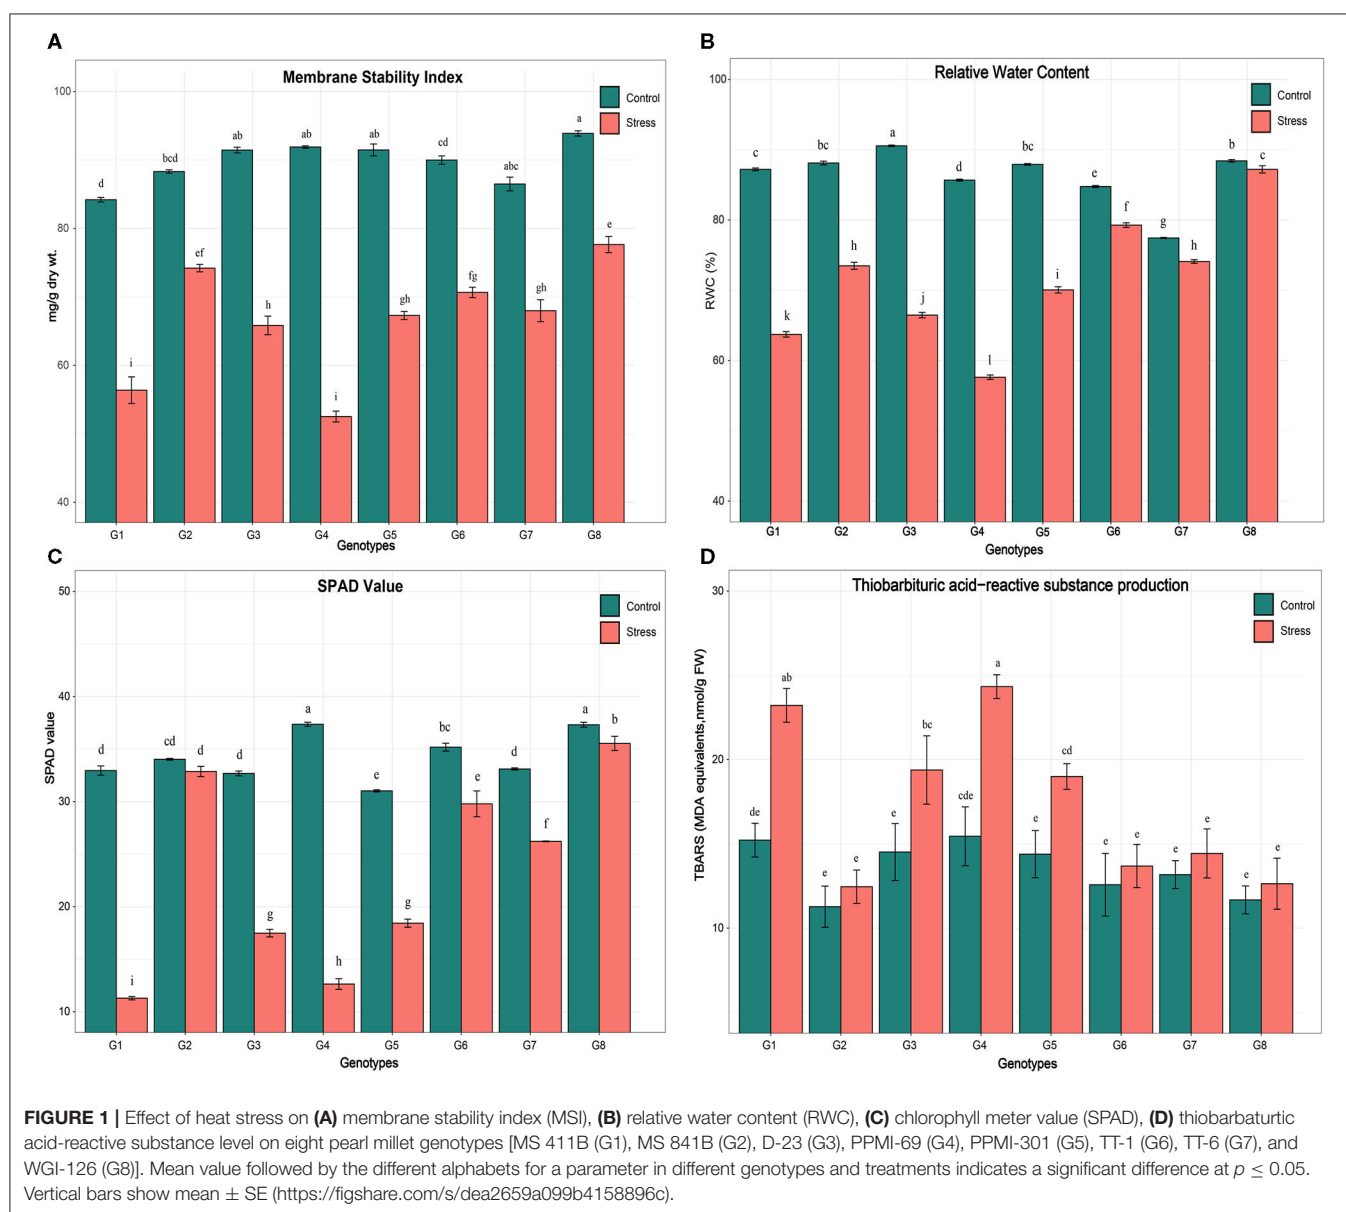 A
Membrane Stability Index
Control
Stress
mg/g dry wt.
100
80
60
40
d
i
bcd
ef
ab
h
ab
i
ab
gh
cd
fg
abc
gh
a
e
G1 G2 G3 G4 G5 G6 G7 G8
Genotypes
B
Relative Water Content
Control
Stress
RWC (%)
100
80
60
40
c
k
bc
h
a
j
d
l
bc
i
e
f
g
h
b
c
G1 G2 G3 G4 G5 G6 G7 G8
Genotypes
C
SPAD Value
Control
Stress
SPAD value
50
40
30
20
10
d
i
cd
d
d
g
a
h
e
g
bc
e
d
f
a
b
G1 G2 G3 G4 G5 G6 G7 G8
Genotypes
D
Thiobarbituric acid−reactive substance production
Control
Stress
TBARS (MDA equivalents,nmol/g FW)
30
20
10
de
ab
e
e
e
bc
cde
a
e
cd
e
e
e
e
e
e
G1 G2 G3 G4 G5 G6 G7 G8
Genotypes
FIGURE 1 | Effect of heat stress on (A) membrane stability index (MSI), (B) relative water content (RWC), (C) chlorophyll meter value (SPAD), (D) thiobarbaturtic
acid-reactive substance level on eight pearl millet genotypes [MS 411B (G1), MS 841B (G2), D-23 (G3), PPMI-69 (G4), PPMI-301 (G5), TT-1 (G6), TT-6 (G7), and
WGI-126 (G8)]. Mean value followed by the different alphabets for a parameter in different genotypes and treatments indicates a significant difference at p ≤ 0.05.
Vertical bars show mean ± SE (https://figshare.com/s/dea2659a099b4158896c).